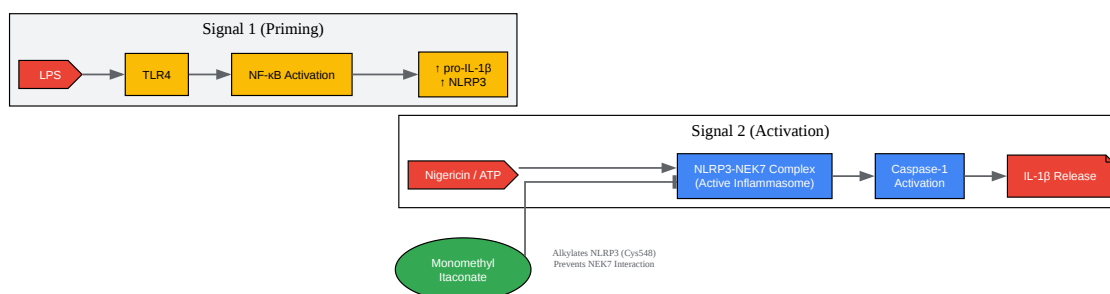 Signal 1 (Priming)
LPS
TLR4
NF-κB Activation
↑ pro-IL-1β
↑ NLRP3
Signal 2 (Activation)
Nigericin / ATP
NLRP3-NEK7 Complex
(Active Inflammasome)
Caspase-1
Activation
IL-1β Release
Monomethyl
Itaconate
Alkylates NLRP3 (Cys548)
Prevents NEK7 Interaction